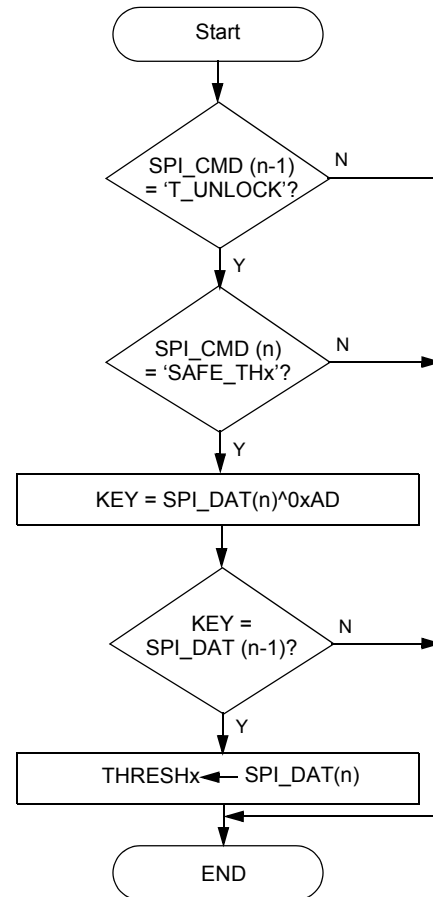 Start
SPI_CMD (n-1)
= ‘T_UNLOCK’?
N
Y
SPI_CMD (n)
= ‘SAFE_THx’?
N
Y
KEY = SPI_DAT(n)^0xAD
KEY =
SPI_DAT (n-1)?
N
Y
THRESHx SPI_DAT(n)
END